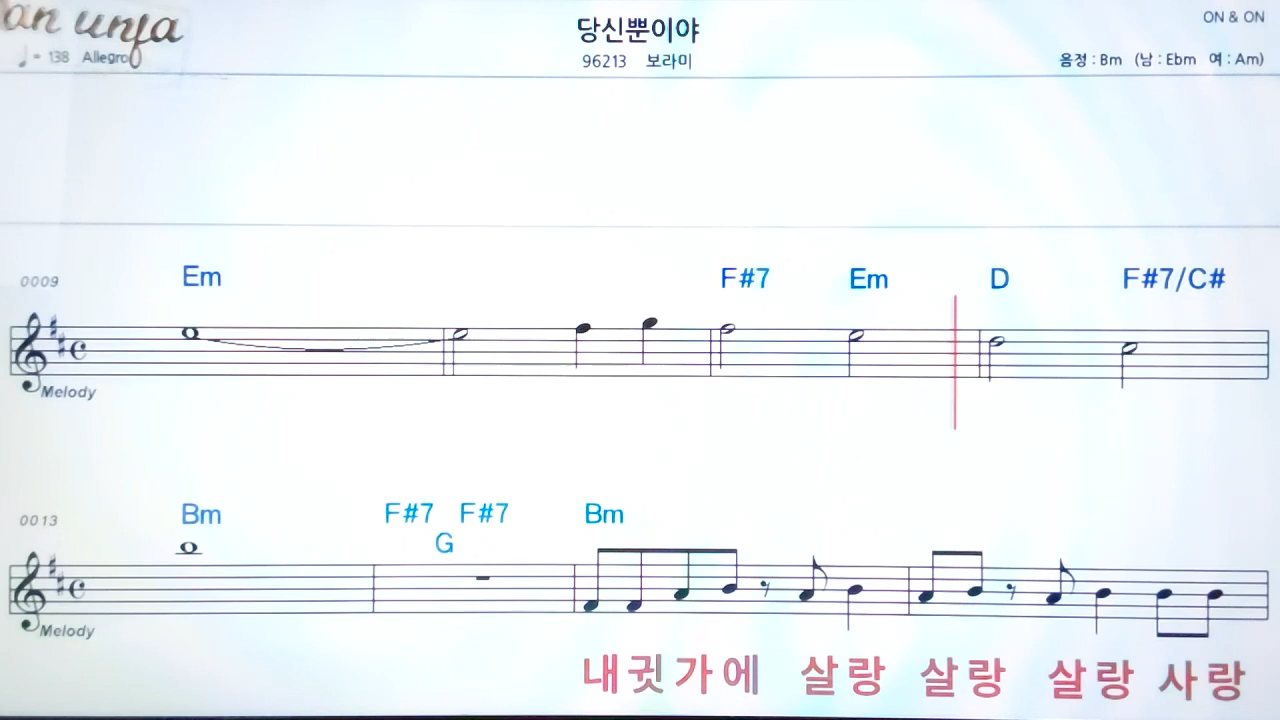 ON & ON
당신뿐이야
♩= 138 Allegro
96213 보라미
음정 : Bm (남 : Ebm 여 : Am)
0009 Em F#7 Em D F#7/C#
Melody
0013 Bm F#7 F#7 Bm
G
Melody
내귓가에 살랑 살랑 살랑 사랑